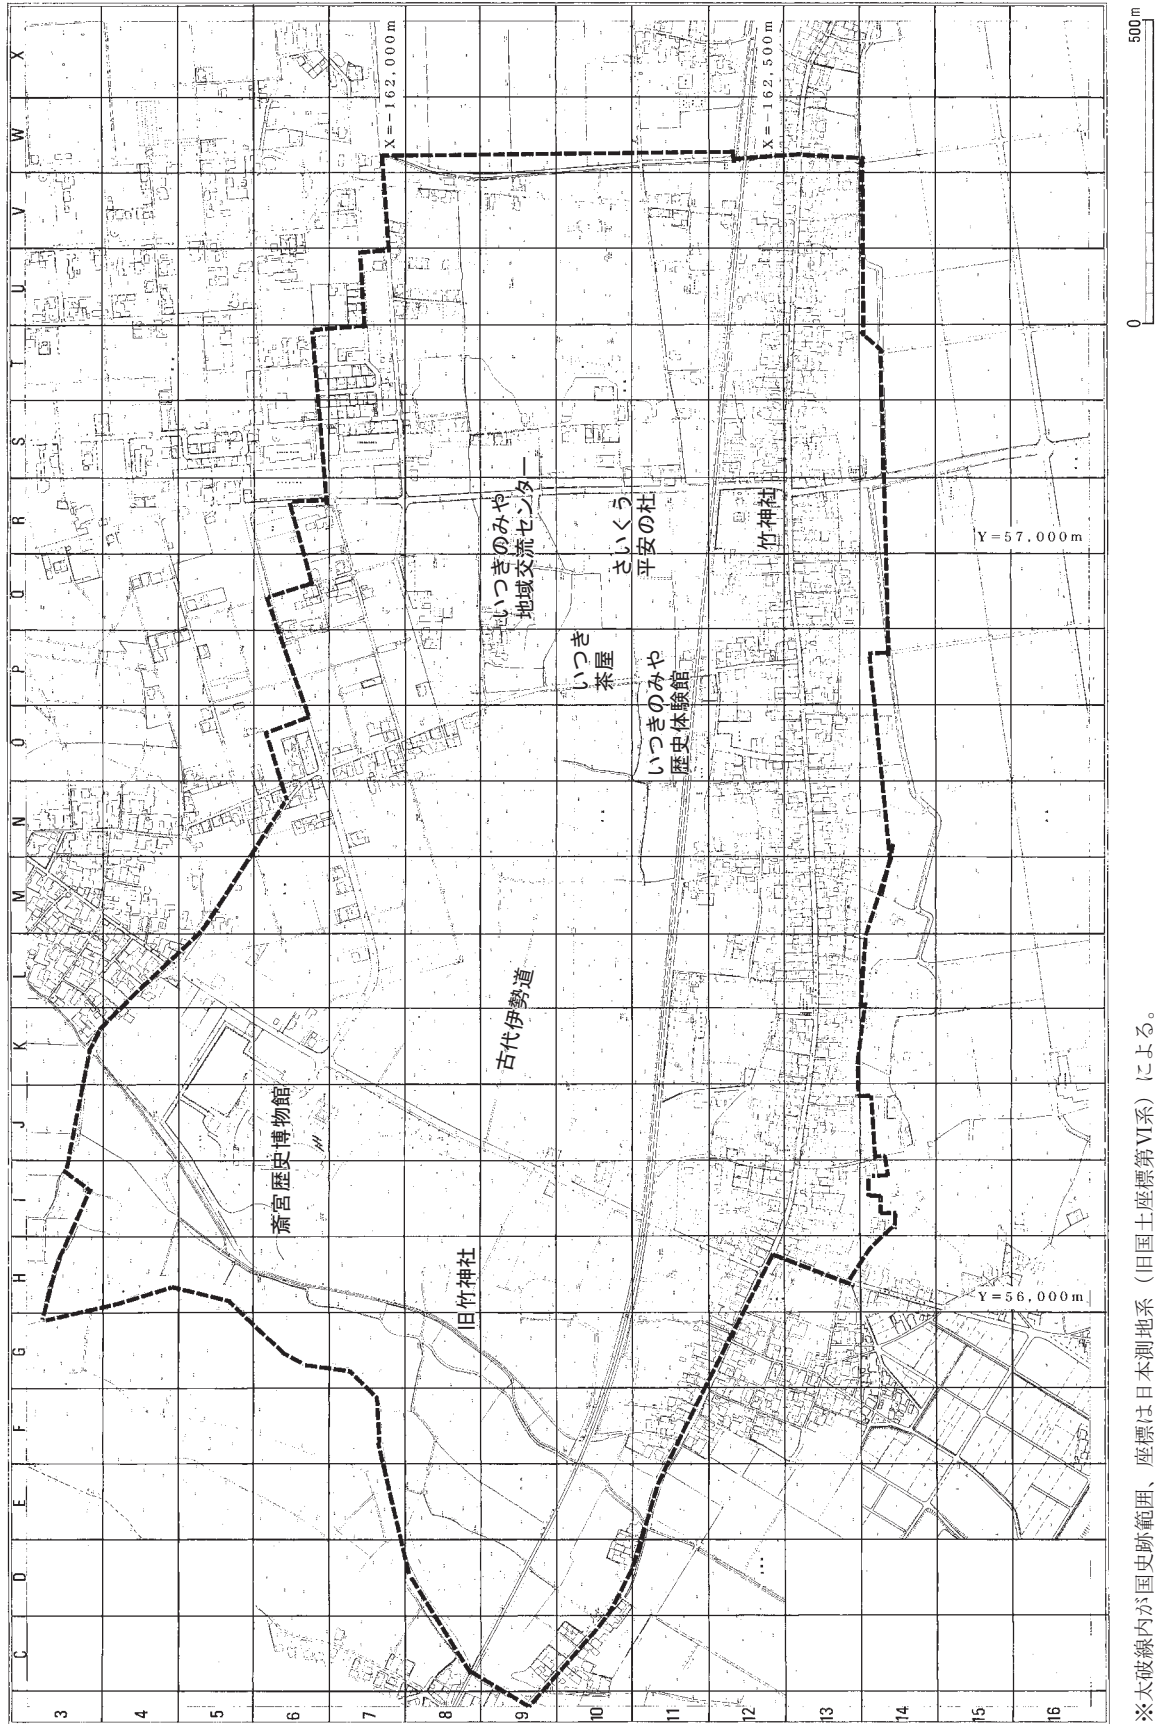 C D E F G H I J K L M N O P Q R S T U V W X
3
4
5
6
7
8
9
10
11
12
13
14
15
16
X=-162,000m
X=-162,500m
Y=56,000m
Y=57,000m
斎宮歴史博物館
旧竹神社
古代伊勢道
いつきのみや
歴史体験館
いつき
茶屋
いつきのみや
地域交流センター
さいくう
平安の杜
竹神社
0 500m
※太破線内が国史跡範囲、座標は日本測地系（旧国土座標第Ⅵ系）による。